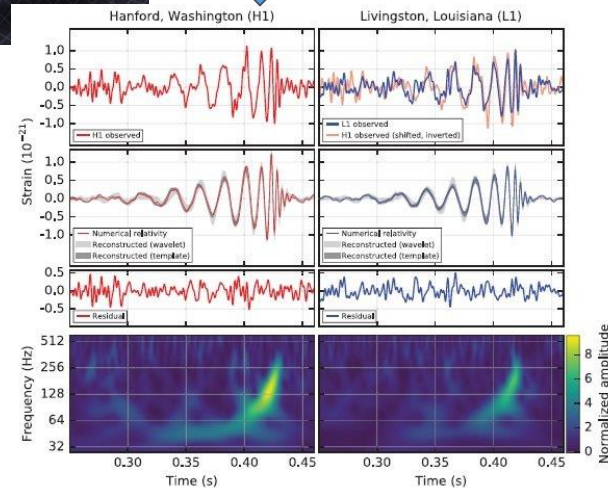 Hanford, Washington (H1)
Livingston, Louisiana (L1)
1.0
0.5
0.0
-0.5
-1.0
H1 observed
L1 observed
H1 observed (shifted, inverted)
Strain (10⁻²¹)
1.0
0.5
0.0
-0.5
-1.0
Numerical relativity
Reconstructed (wavelet)
Reconstructed (template)
Numerical relativity
Reconstructed (wavelet)
Reconstructed (template)
0.5
0.0
-0.5
Residual
Residual
Frequency (Hz)
512
256
128
64
32
0.30
0.35
0.40
0.45
0.30
0.35
0.40
0.45
Time (s)
Time (s)
8
6
4
2
0
Normalized amplitude